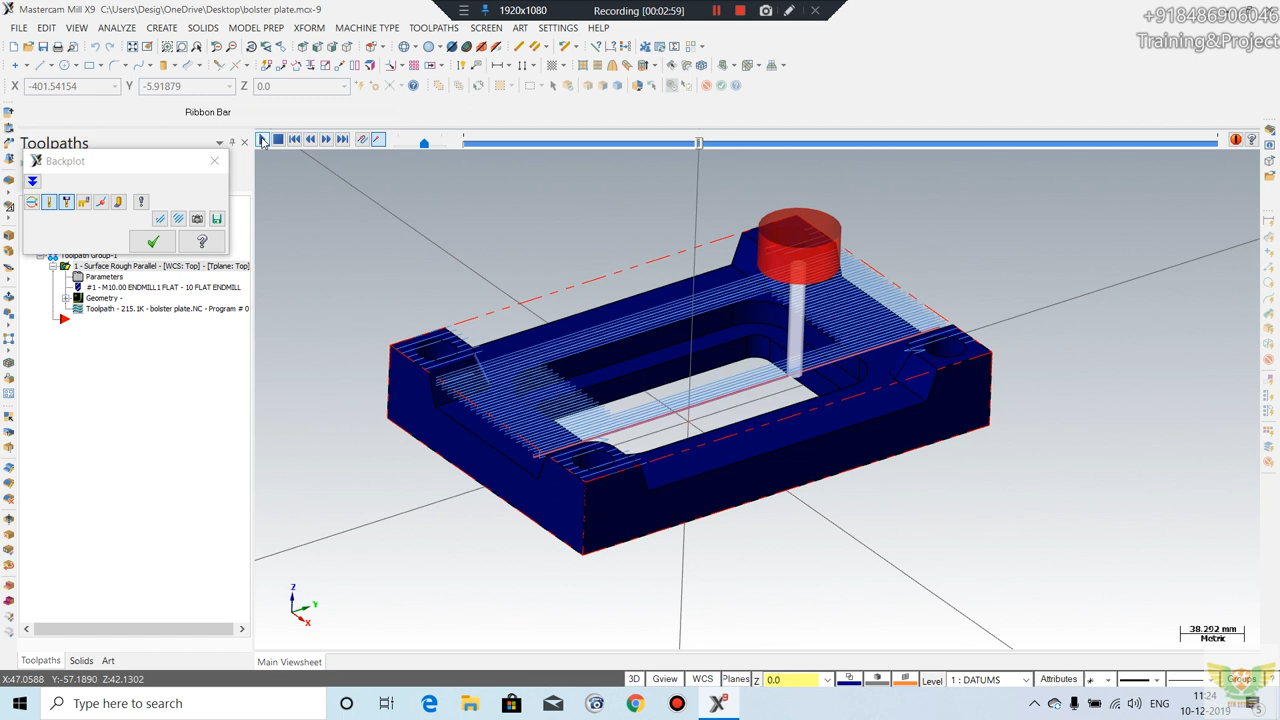 Mastercam Mill X9  C:\Users\Desig\OneDrive\Desktop\bolster plate.mcx-9
1920x1080
Recording [00:02:59]
+918486906046
Training&Project
FILE EDIT VIEW ANALYZE CREATE SOLIDS MODEL PREP XFORM MACHINE TYPE TOOLPATHS SCREEN ART SETTINGS HELP
X -401.54154 Y -5.91879 Z 0.0
Ribbon Bar
Toolpaths
Backplot
Toolpath Group-1
1 - Surface Rough Parallel - [WCS: Top] - [Tplane: Top]
Parameters
#1 - M10.00 ENDMILL1 FLAT - 10 FLAT ENDMILL
Geometry -
Toolpath - 215.1K - bolster plate.NC - Program # 0
Z
Y
X
38.292 mm
Metric
Toolpaths Solids Art
Main Viewsheet
X:47.0588 Y:-57.1890 Z:42.1302
3D Gview WCS Planes Z 0.0 Level 1 : DATUMS Attributes Groups ?
Type here to search
ENG
11:24
10-12-2019
5